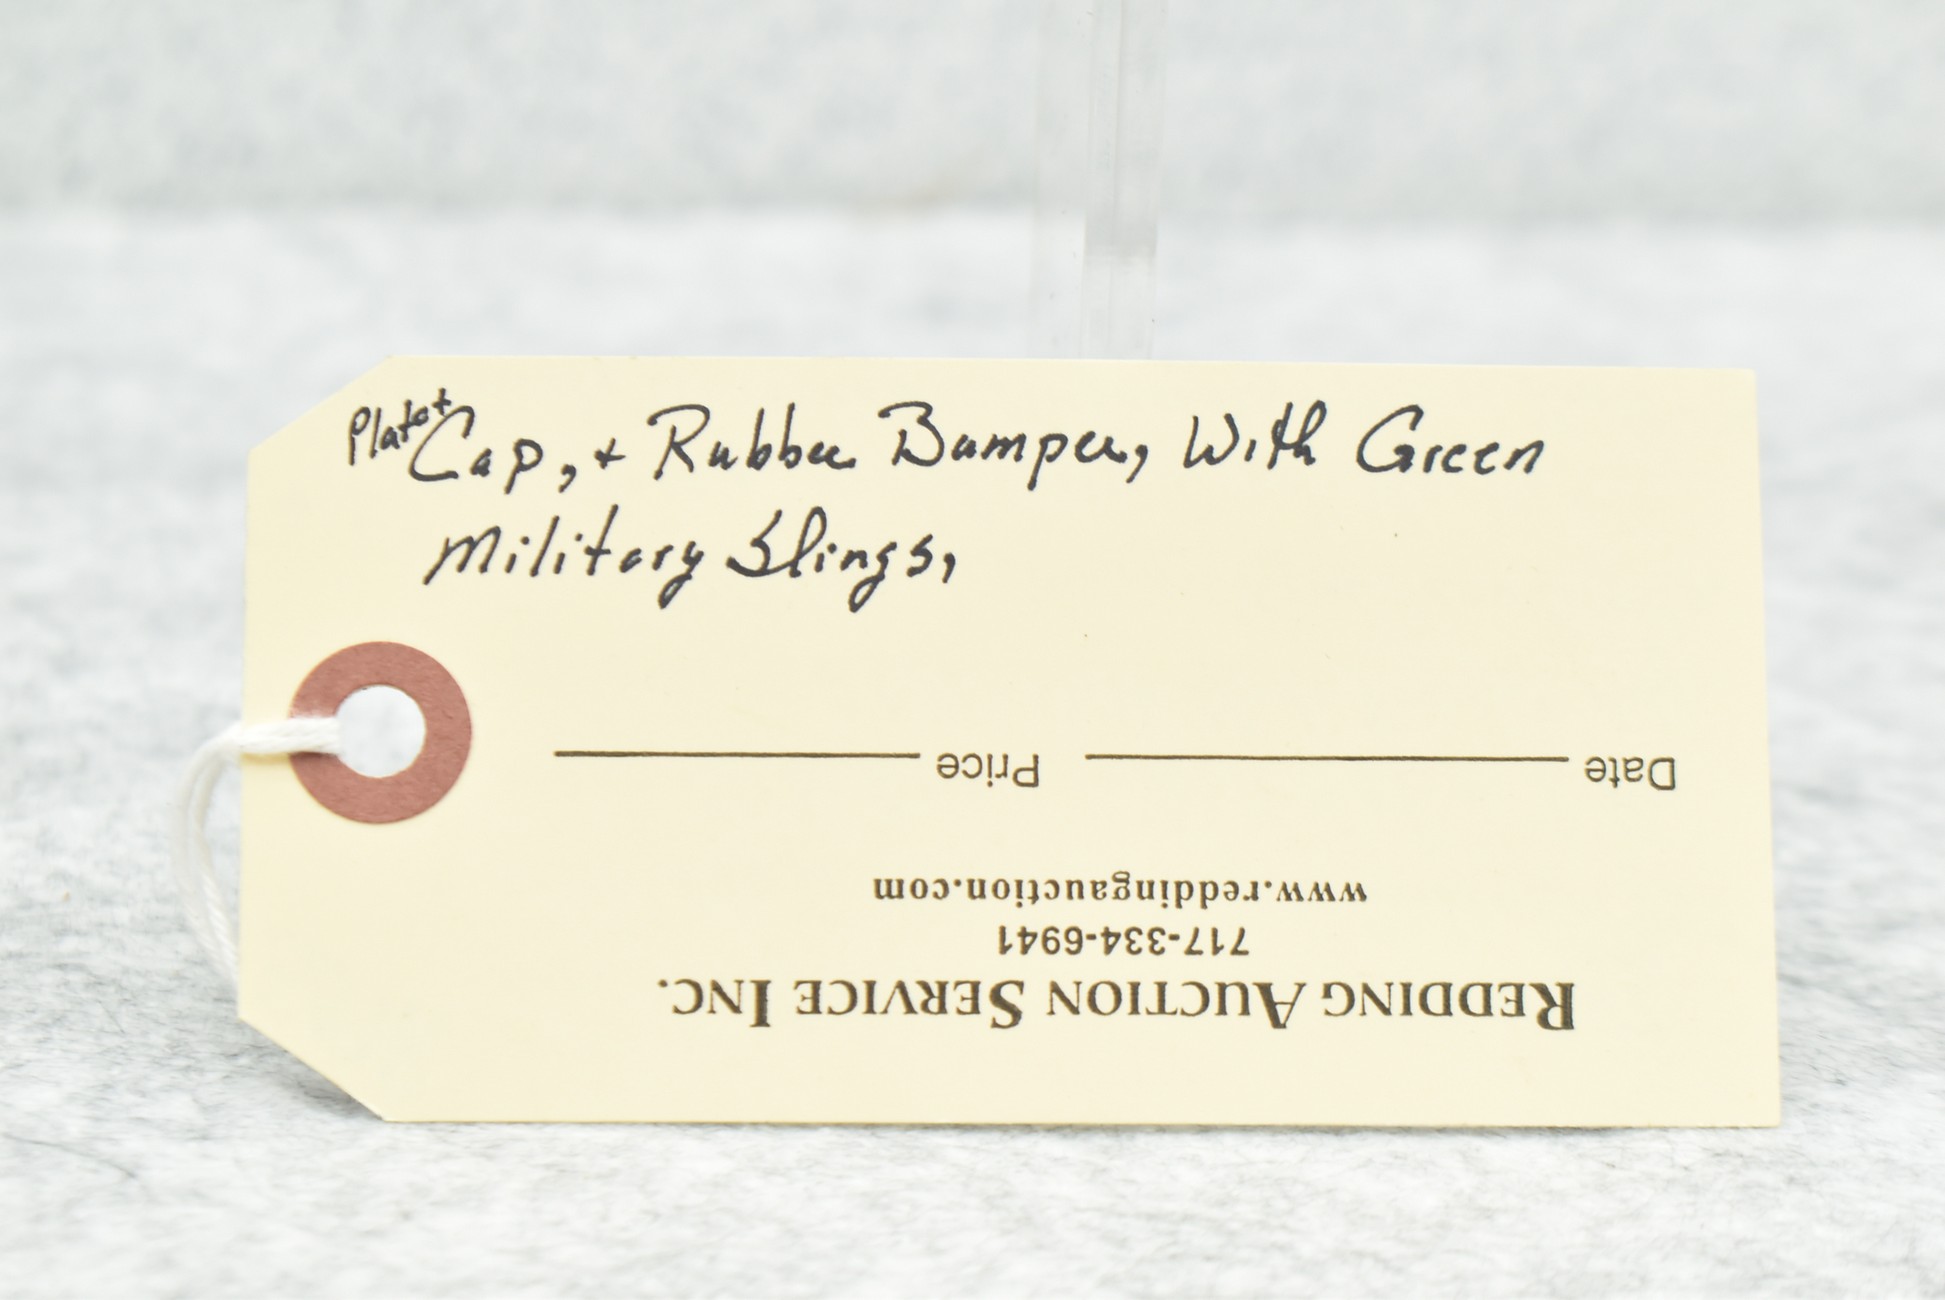 Plate + Cap, + Rubber Bumper, With Green
Military Slings,
REDDING AUCTION SERVICE INC.
717-334-6941
www.reddingauction.com
Date Price